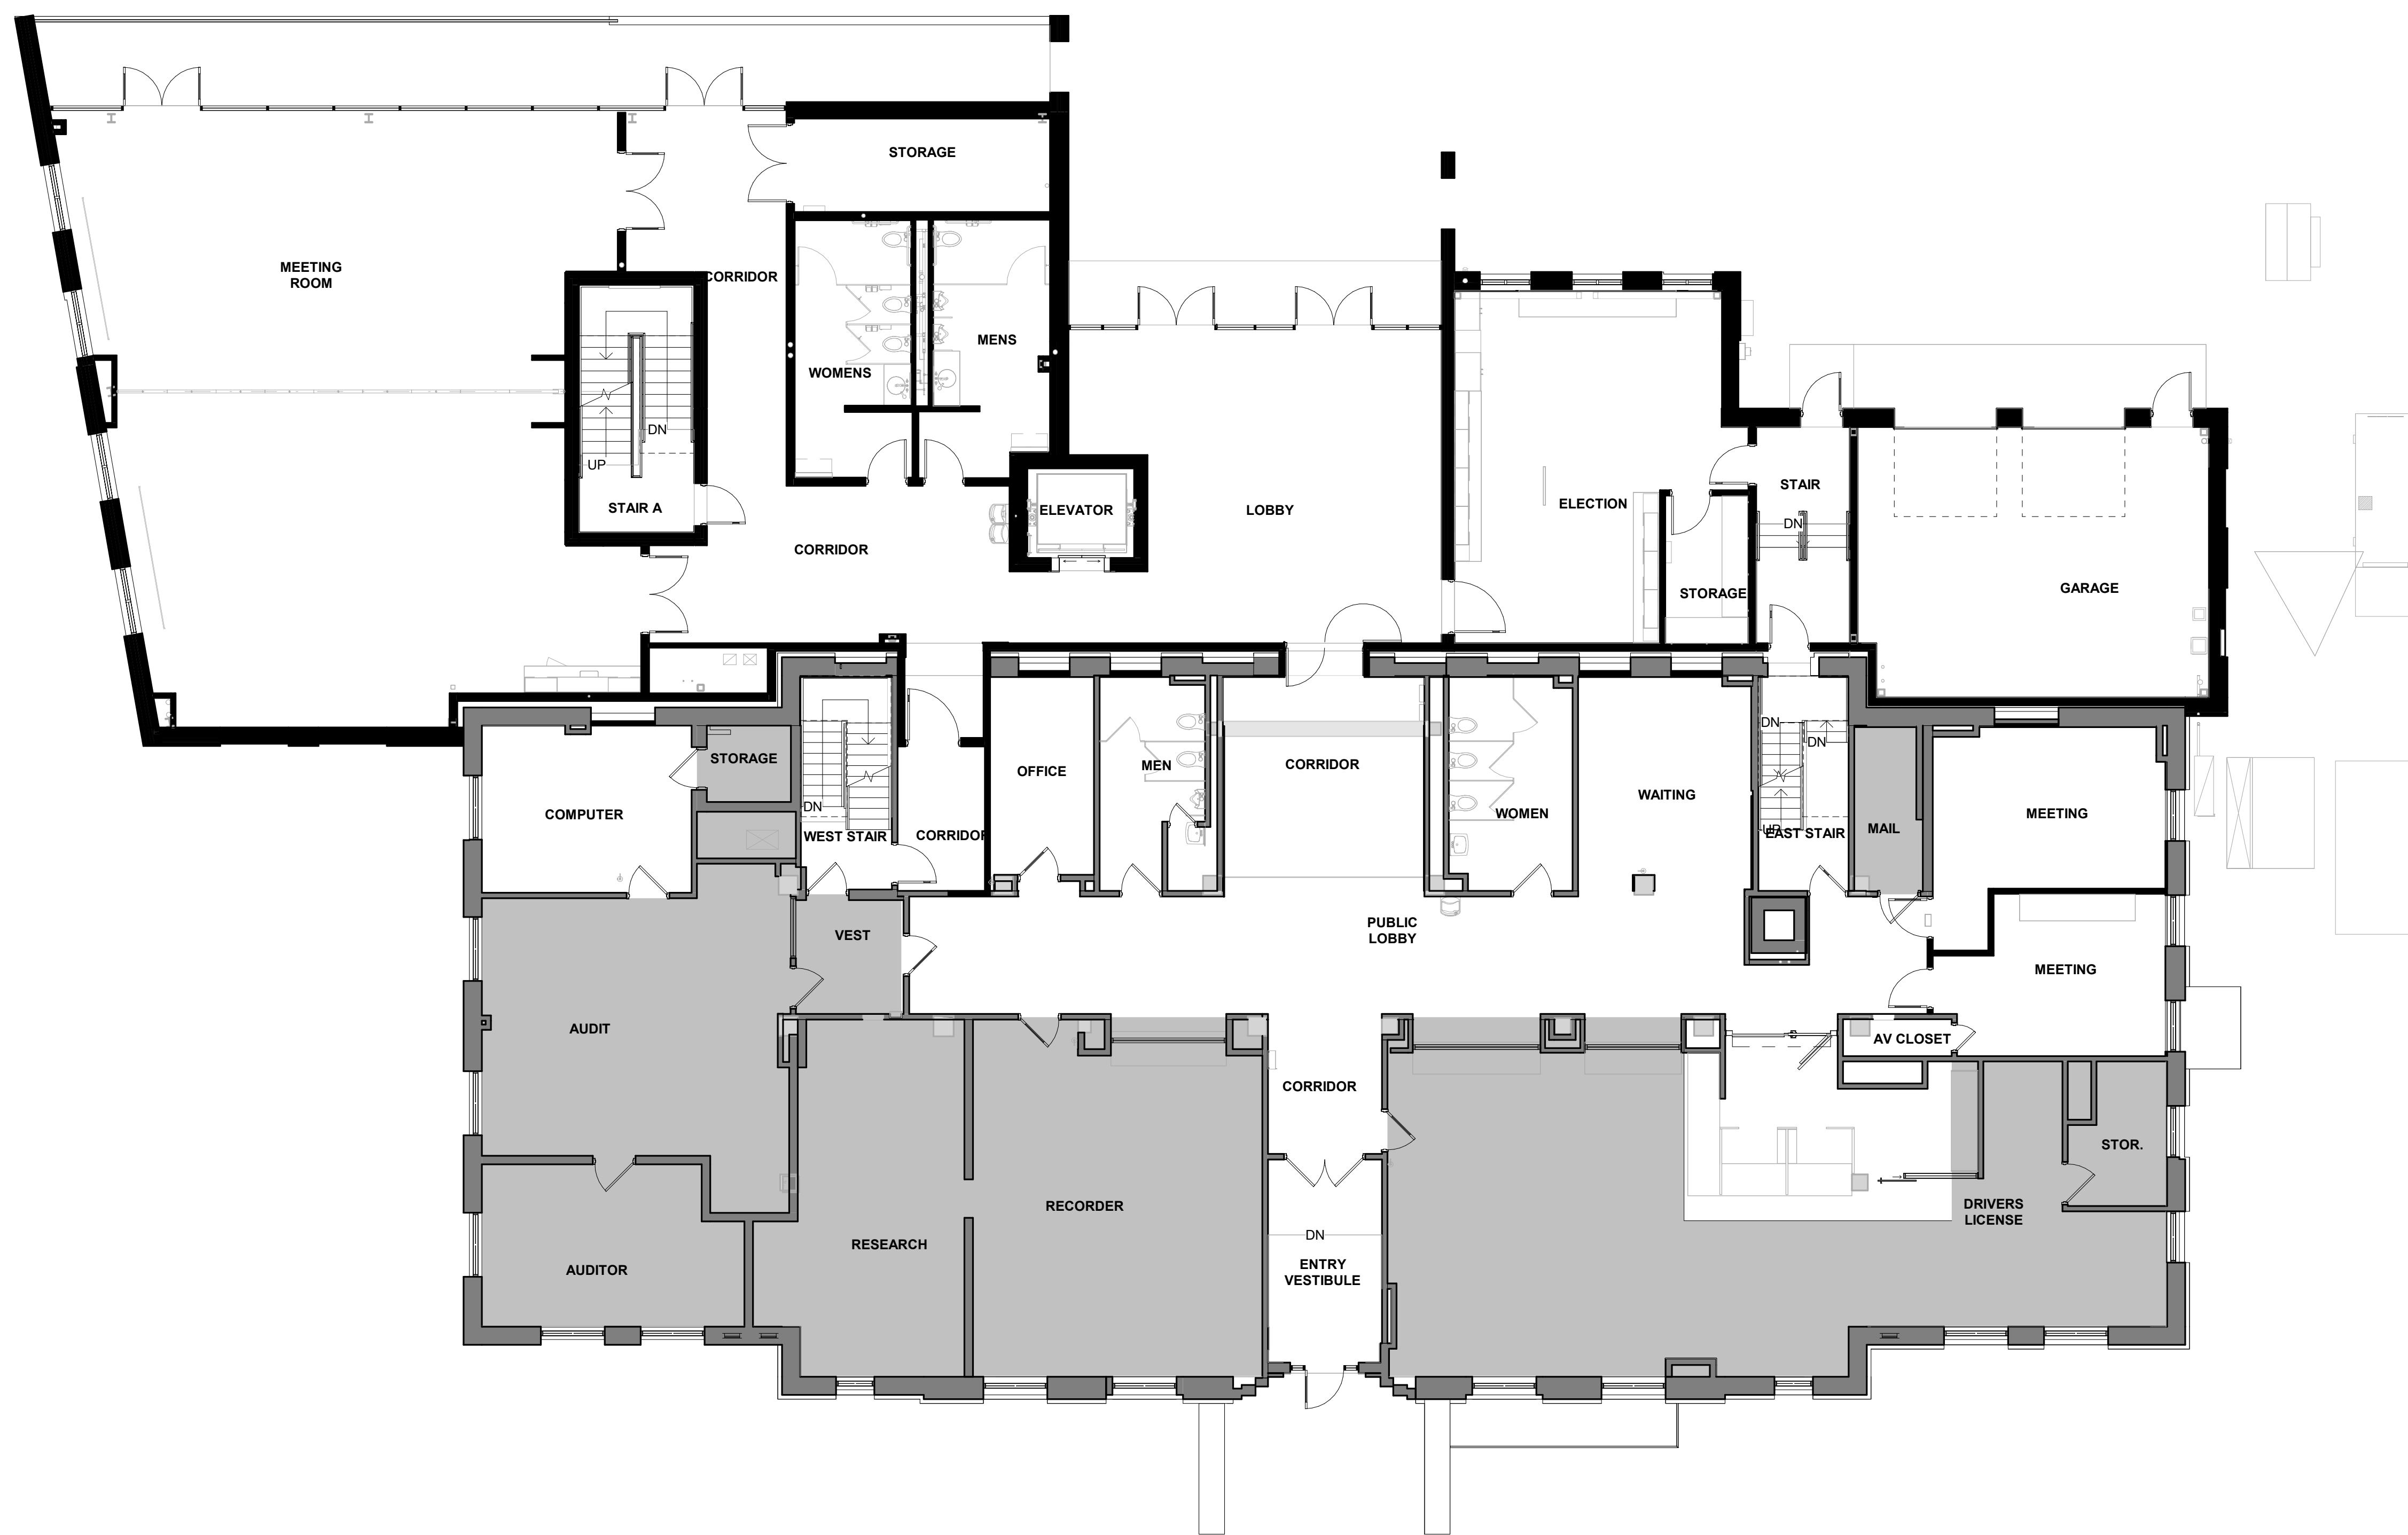 STORAGE
MEETING
ROOM
CORRIDOR
MENS
WOMENS
DN
UP
STAIR A
ELEVATOR
LOBBY
ELECTION
STAIR
DN
CORRIDOR
STORAGE
GARAGE
STORAGE
OFFICE
MEN
CORRIDOR
DN
DN
COMPUTER
DN
WEST STAIR
CORRIDOR
WOMEN
WAITING
UP
EAST STAIR
MAIL
MEETING
VEST
PUBLIC
LOBBY
MEETING
AUDIT
AV CLOSET
CORRIDOR
STOR.
RECORDER
DRIVERS
LICENSE
RESEARCH
DN
AUDITOR
ENTRY
VESTIBULE